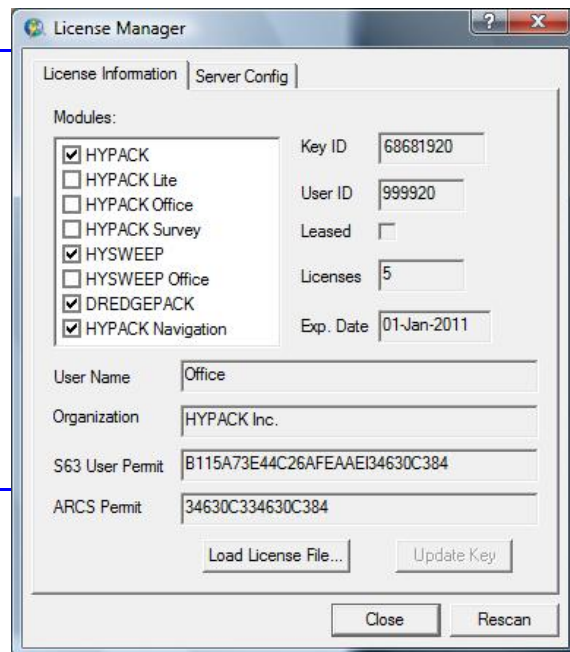 License Manager
License Information
Server Config
Modules:
HYPACK
HYPACK Lite
HYPACK Office
HYPACK Survey
HYSWEEP
HYSWEEP Office
DREDGEPACK
HYPACK Navigation
Key ID 68681920
User ID 999920
Leased
Licenses 5
Exp. Date 01-Jan-2011
User Name Office
Organization HYPACK Inc.
S63 User Permit B115A73E44C26AFEAAEI34630C384
ARCS Permit 34630C334630C384
Load License File... Update Key
Close Rescan